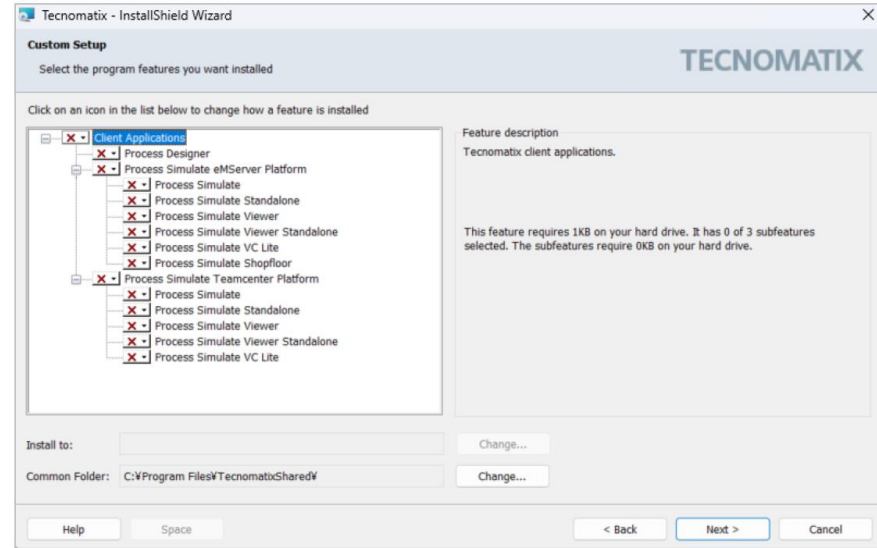 Tecnomatix - InstallShield Wizard
Custom Setup
Select the program features you want installed
TECNOMATIX
Click on an icon in the list below to change how a feature is installed
Client Applications
Process Designer
Process Simulate eMServer Platform
Process Simulate
Process Simulate Standalone
Process Simulate Viewer
Process Simulate Viewer Standalone
Process Simulate VC Lite
Process Simulate Shopfloor
Process Simulate Teamcenter Platform
Process Simulate
Process Simulate Standalone
Process Simulate Viewer
Process Simulate Viewer Standalone
Process Simulate VC Lite
Feature description
Tecnomatix client applications.
This feature requires 1KB on your hard drive. It has 0 of 3 subfeatures
selected. The subfeatures require 0KB on your hard drive.
Install to:
Change...
Common Folder: C:¥Program Files¥TecnomatixShared¥
Change...
Help
Space
< Back
Next >
Cancel